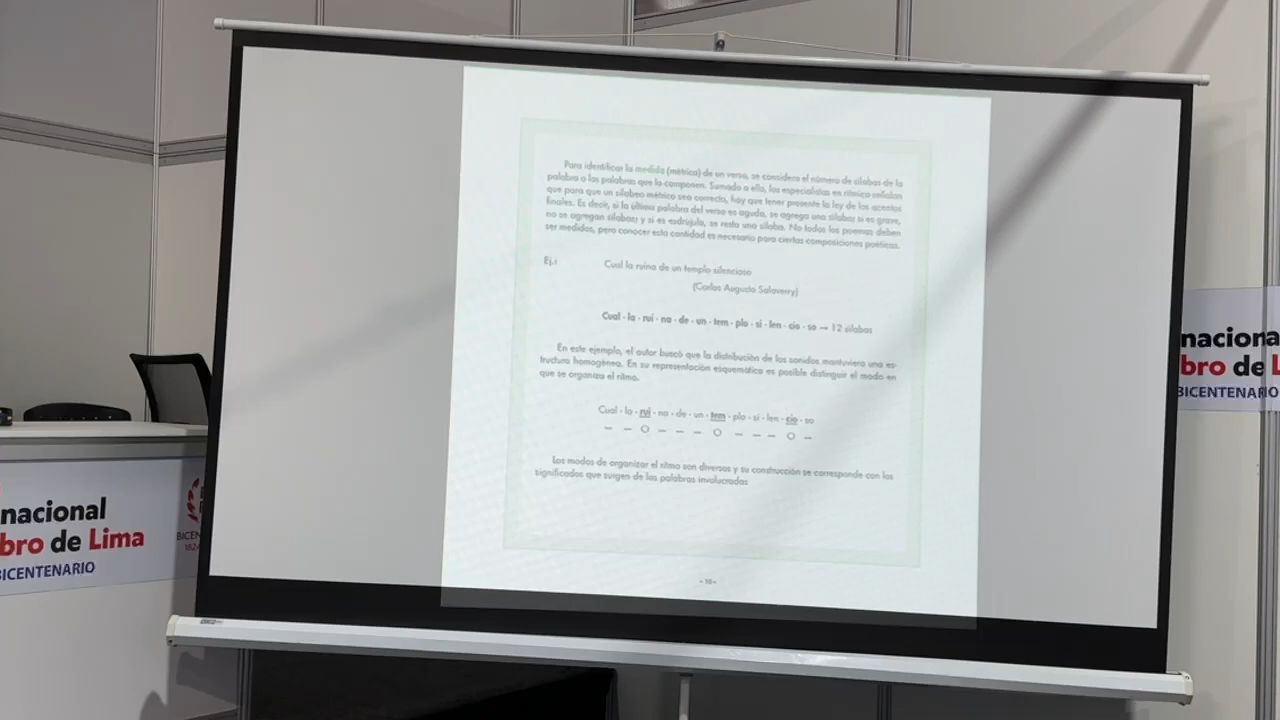 Para identificar la medida (métrica) de un verso, se considera el número de sílabas de la
palabra o las palabras que lo componen. Sumado a ello, los especialistas en rítmica señalan
que para que un silabeo métrico sea correcto, hay que tener presente la ley de los acentos
finales. Es decir, si la última palabra del verso es aguda, se agrega una sílaba; si es grave,
no se agregan sílabas; y si es esdrújula, se resta una sílaba. No todos los poemas deben
ser medidos, pero conocer esta cantidad es necesario para ciertas composiciones poéticas.
Ej.:
Cual la ruina de un templo silencioso
(Carlos Augusto Salaverry)
Cual - la - rui - na - de - un - tem - plo - si - len - cio - so — 12 sílabas
En este ejemplo, el autor buscó que la distribución de los sonidos mantuviera una es-
tructura homogénea. En su representación esquemática es posible distinguir el modo en
que se organiza el ritmo.
Cual - la - rui - na - de - un - tem - plo - si - len - cio - so
— — O — — — O — — — O —
Los modos de organizar el ritmo son diversos y su construcción se corresponde con los
significados que surgen de las palabras involucradas
- 10 -
nacional
bro de Lima
BICENTENARIO
BICEN
182
naciona
bro de L
BICENTENARIO